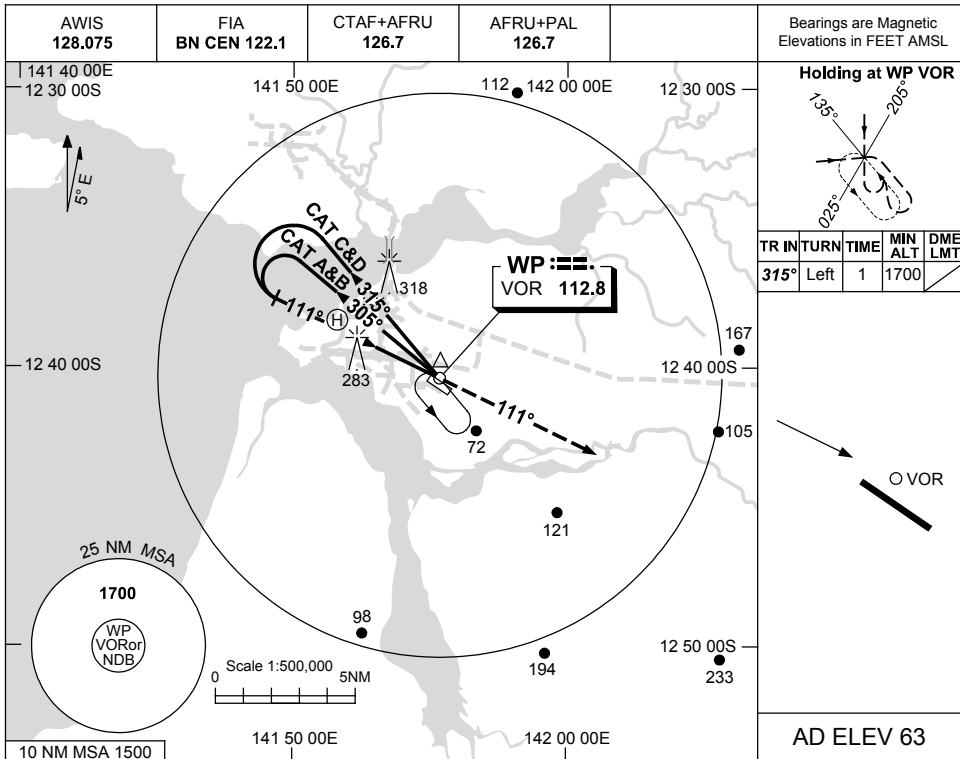 AWIS
128.075
FIA
BN CEN 122.1
CTAF+AFRU
126.7
AFRU+PAL
126.7
Bearings are Magnetic
Elevations in FEET AMSL
141 40 00E
12 30 00S
141 50 00E
112
142 00 00E
12 30 00S
5° E
CAT C&D
CAT A&B
315°
305°
111°
H
318
283
WP
VOR 112.8
167
12 40 00S
12 40 00S
105
111°
72
121
25 NM MSA
1700
WP
VORor
NDB
98
194
12 50 00S
233
Scale 1:500,000
0
5NM
10 NM MSA 1500
141 50 00E
142 00 00E
Holding at WP VOR
135°
205°
025°
TR IN TURN TIME MIN ALT DME LMT
315° Left 1 1700
VOR
AD ELEV 63